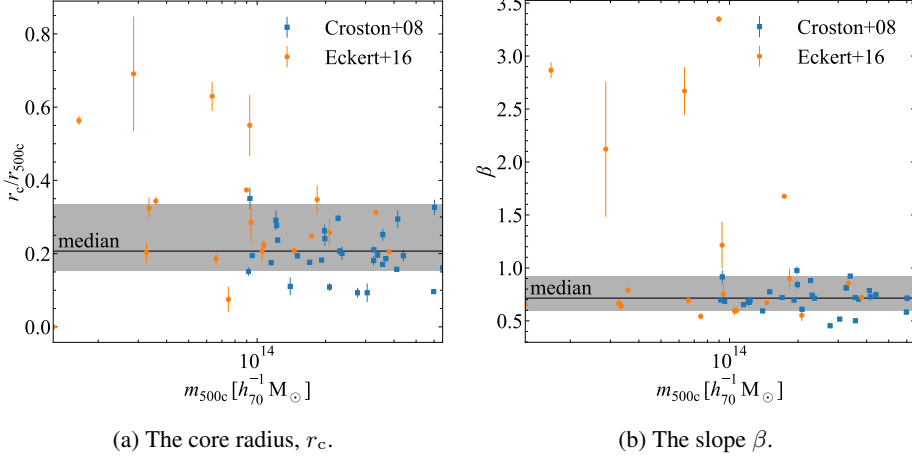 Croston+08
Eckert+16
0.8
0.6
0.4
0.2
0.0
r_c/r_500c
median
10^14
m_500c [h_70^-1 M_⊙]
(a) The core radius, r_c.
Croston+08
Eckert+16
3.5
3.0
2.5
2.0
1.5
1.0
0.5
β
median
10^14
m_500c [h_70^-1 M_⊙]
(b) The slope β.